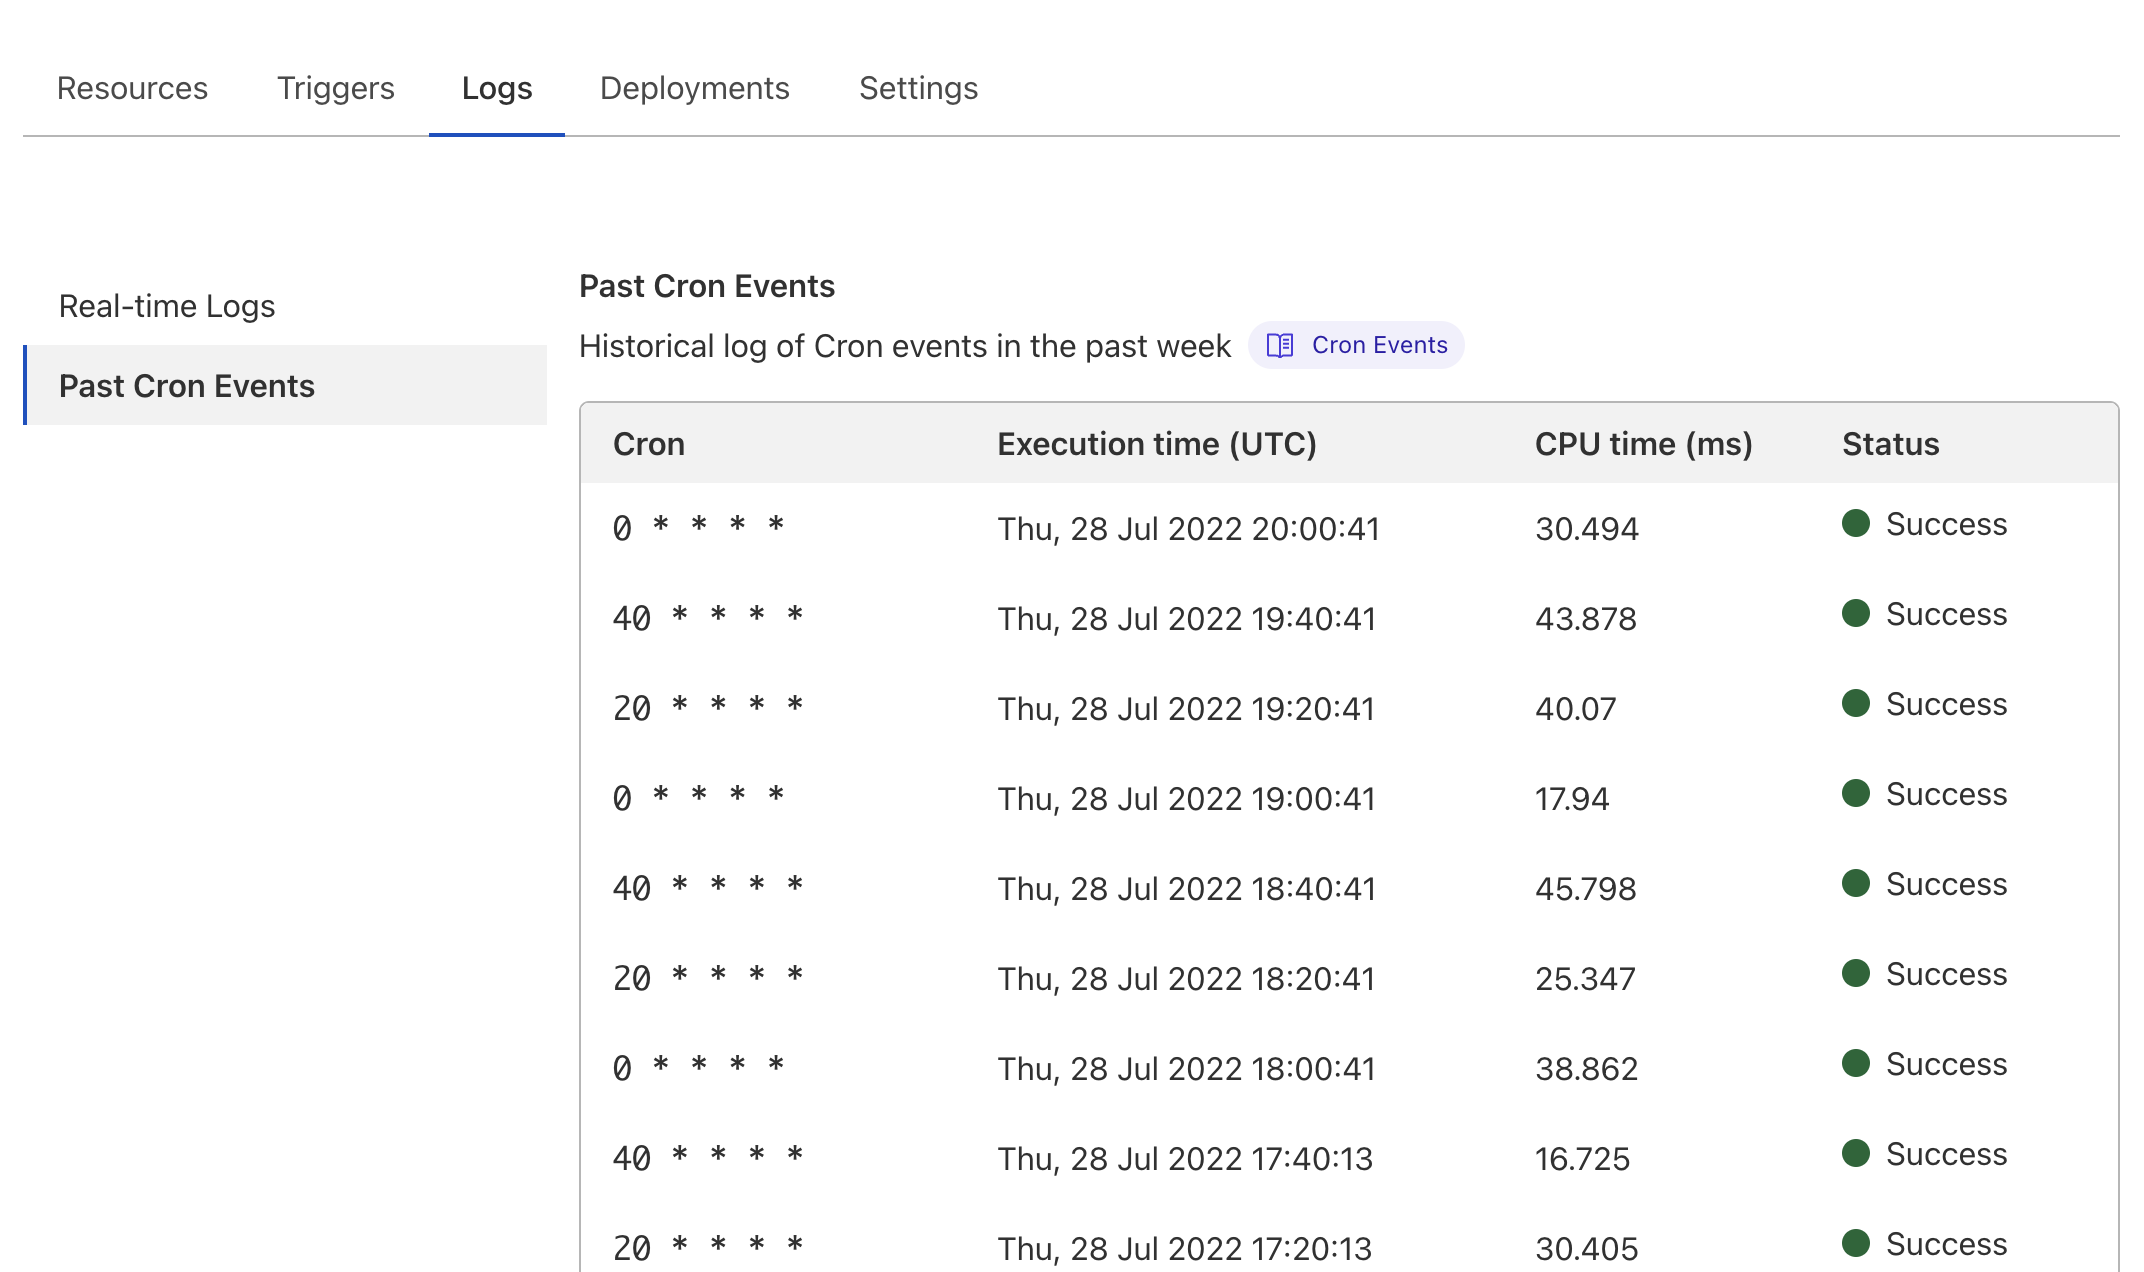 Resources Triggers Logs Deployments Settings
Real-time Logs
Past Cron Events
Past Cron Events
Historical log of Cron events in the past week Cron Events
Cron Execution time (UTC) CPU time (ms) Status
0 * * * * Thu, 28 Jul 2022 20:00:41 30.494 Success
40 * * * * Thu, 28 Jul 2022 19:40:41 43.878 Success
20 * * * * Thu, 28 Jul 2022 19:20:41 40.07 Success
0 * * * * Thu, 28 Jul 2022 19:00:41 17.94 Success
40 * * * * Thu, 28 Jul 2022 18:40:41 45.798 Success
20 * * * * Thu, 28 Jul 2022 18:20:41 25.347 Success
0 * * * * Thu, 28 Jul 2022 18:00:41 38.862 Success
40 * * * * Thu, 28 Jul 2022 17:40:13 16.725 Success
20 * * * * Thu, 28 Jul 2022 17:20:13 30.405 Success